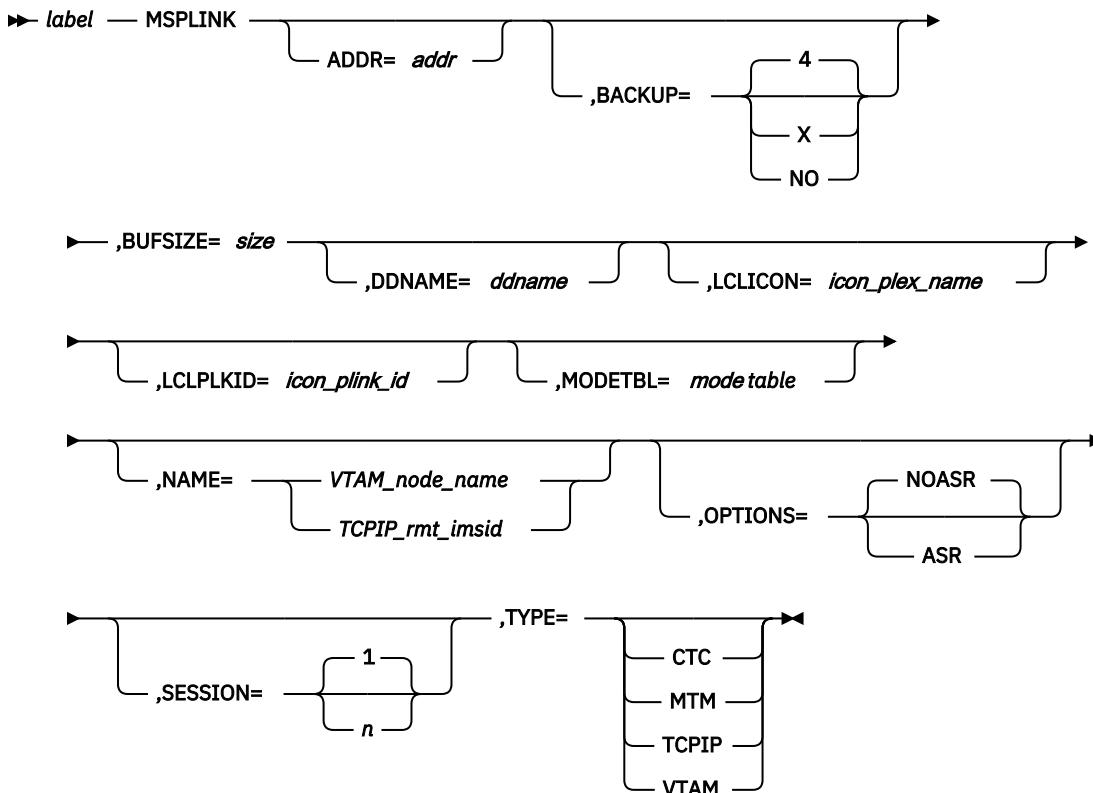 label MSPLINK
ADDR= addr
,BACKUP=
4
X
NO
,BUFSIZE= size
,DDNAME= ddname
,LCLICON= icon_plex_name
,LCLPLKID= icon_plink_id
,MODETBL= mode table
,NAME=
VTAM_node_name
TCPIP_rmt_imsid
,OPTIONS=
NOASR
ASR
,SESSION=
1
n
,TYPE=
CTC
MTM
TCPIP
VTAM